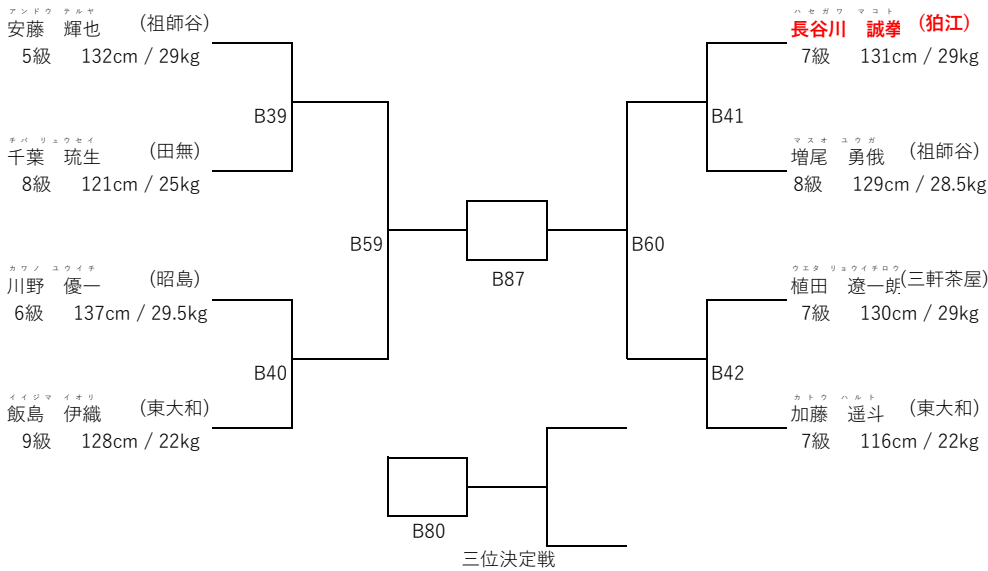 アンドウ テルヤ
安藤　輝也 (祖師谷)
5級 132cm / 29kg
B39
チバ リュウセイ
千葉　琉生 (田無)
8級 121cm / 25kg
B59
カワノ ユウイチ
川野　優一 (昭島)
6級 137cm / 29.5kg
B40
イイジマ イオリ
飯島　伊織 (東大和)
9級 128cm / 22kg
B87
ハセガワ マコト
長谷川　誠拳 (狛江)
7級 131cm / 29kg
B41
マスオ ユウガ
増尾　勇俄 (祖師谷)
8級 129cm / 28.5kg
B60
ウエタ リョウイチロウ
植田　遼一朗 (三軒茶屋)
7級 130cm / 29kg
B42
カトウ ハルト
加藤　遥斗 (東大和)
7級 116cm / 22kg
B80
三位決定戦